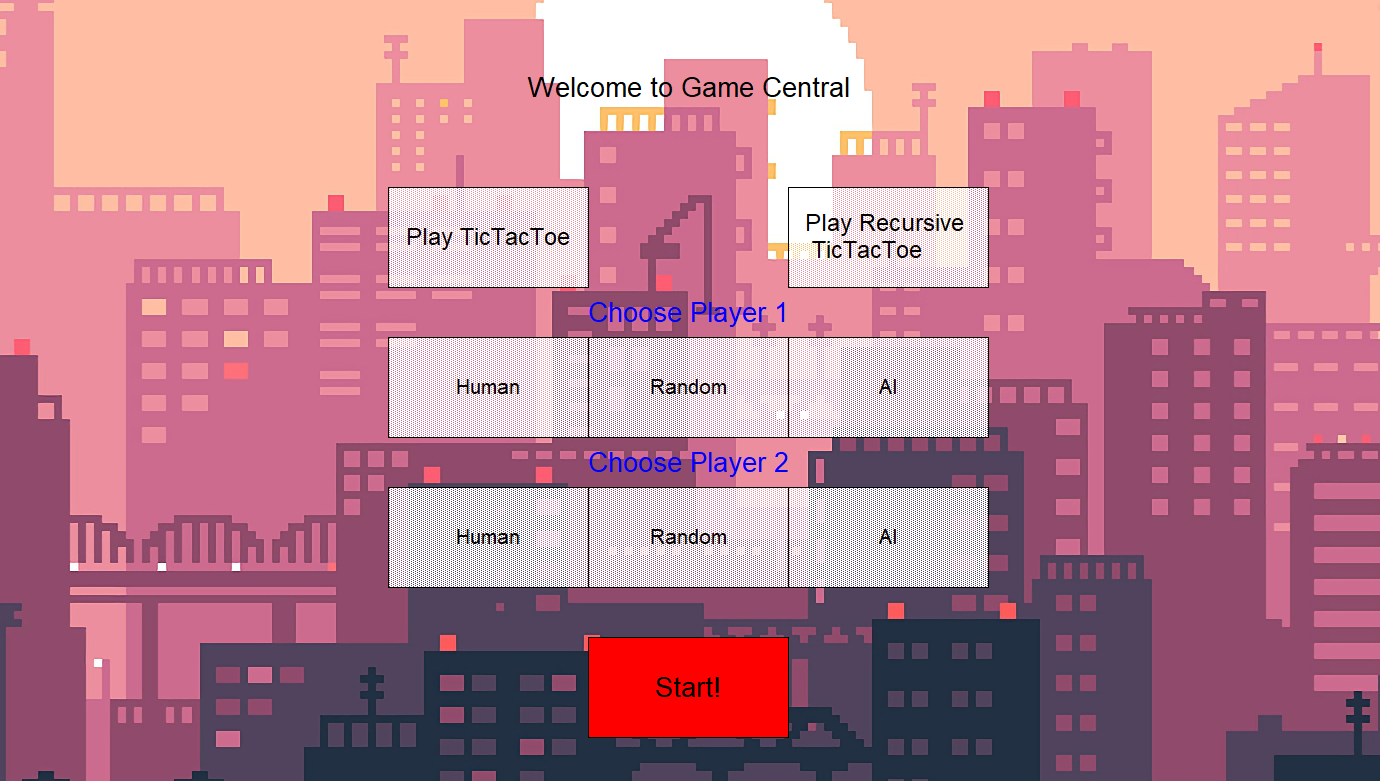 Welcome to Game Central
Play TicTacToe
Play Recursive
TicTacToe
Choose Player 1
Human
Random
AI
Choose Player 2
Human
Random
AI
Start!